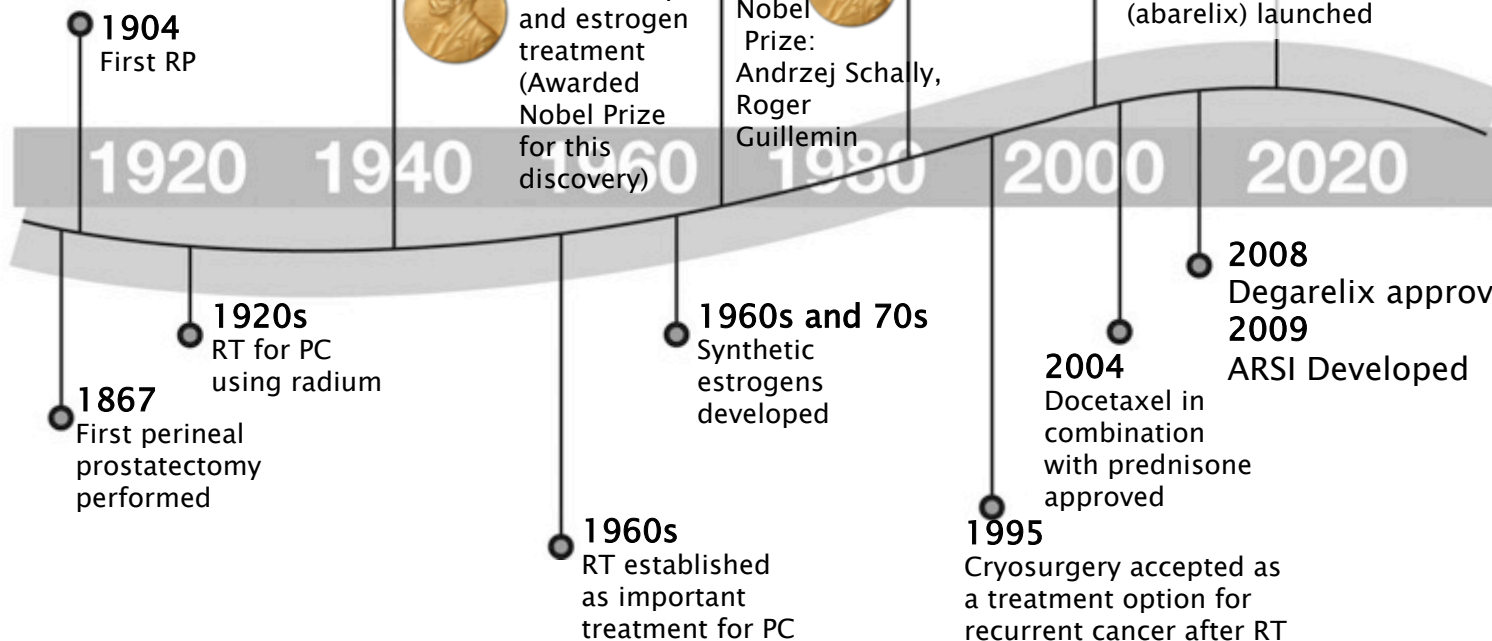 1904
First RP
and estrogen
treatment
(Awarded
Nobel Prize
for this
discovery)
Nobel
Prize:
Andrzej Schally,
Roger
Guillemin
(abarelix) launched
1920 1940 1960 1980 2000 2020
1867
First perineal
prostatectomy
performed
1920s
RT for PC
using radium
1960s
RT established
as important
treatment for PC
1960s and 70s
Synthetic
estrogens
developed
1995
Cryosurgery accepted as
a treatment option for
recurrent cancer after RT
2004
Docetaxel in
combination
with prednisone
approved
2008
Degarelix approv
2009
ARSI Developed